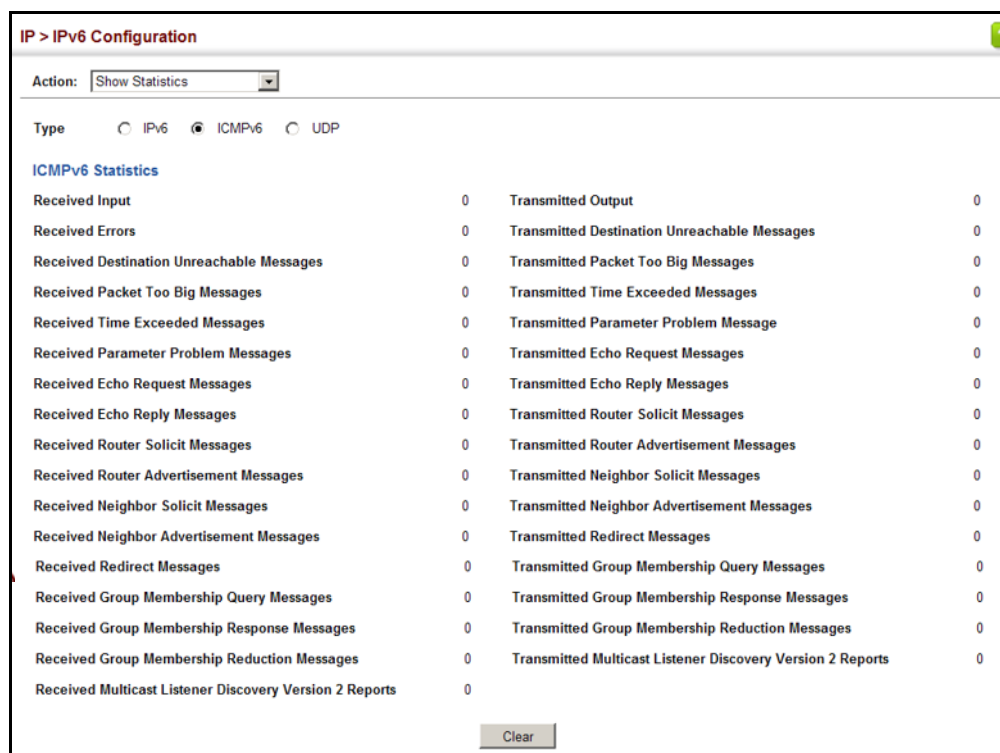 IP > IPv6 Configuration
Action: Show Statistics
Type IPv6 ICMPv6 UDP
ICMPv6 Statistics
Received Input 0 Transmitted Output 0
Received Errors 0 Transmitted Destination Unreachable Messages 0
Received Destination Unreachable Messages 0 Transmitted Packet Too Big Messages 0
Received Packet Too Big Messages 0 Transmitted Time Exceeded Messages 0
Received Time Exceeded Messages 0 Transmitted Parameter Problem Message 0
Received Parameter Problem Messages 0 Transmitted Echo Request Messages 0
Received Echo Request Messages 0 Transmitted Echo Reply Messages 0
Received Echo Reply Messages 0 Transmitted Router Solicit Messages 0
Received Router Solicit Messages 0 Transmitted Router Advertisement Messages 0
Received Router Advertisement Messages 0 Transmitted Neighbor Solicit Messages 0
Received Neighbor Solicit Messages 0 Transmitted Neighbor Advertisement Messages 0
Received Neighbor Advertisement Messages 0 Transmitted Redirect Messages 0
Received Redirect Messages 0 Transmitted Group Membership Query Messages 0
Received Group Membership Query Messages 0 Transmitted Group Membership Response Messages 0
Received Group Membership Response Messages 0 Transmitted Group Membership Reduction Messages 0
Received Group Membership Reduction Messages 0 Transmitted Multicast Listener Discovery Version 2 Reports 0
Received Multicast Listener Discovery Version 2 Reports 0
Clear